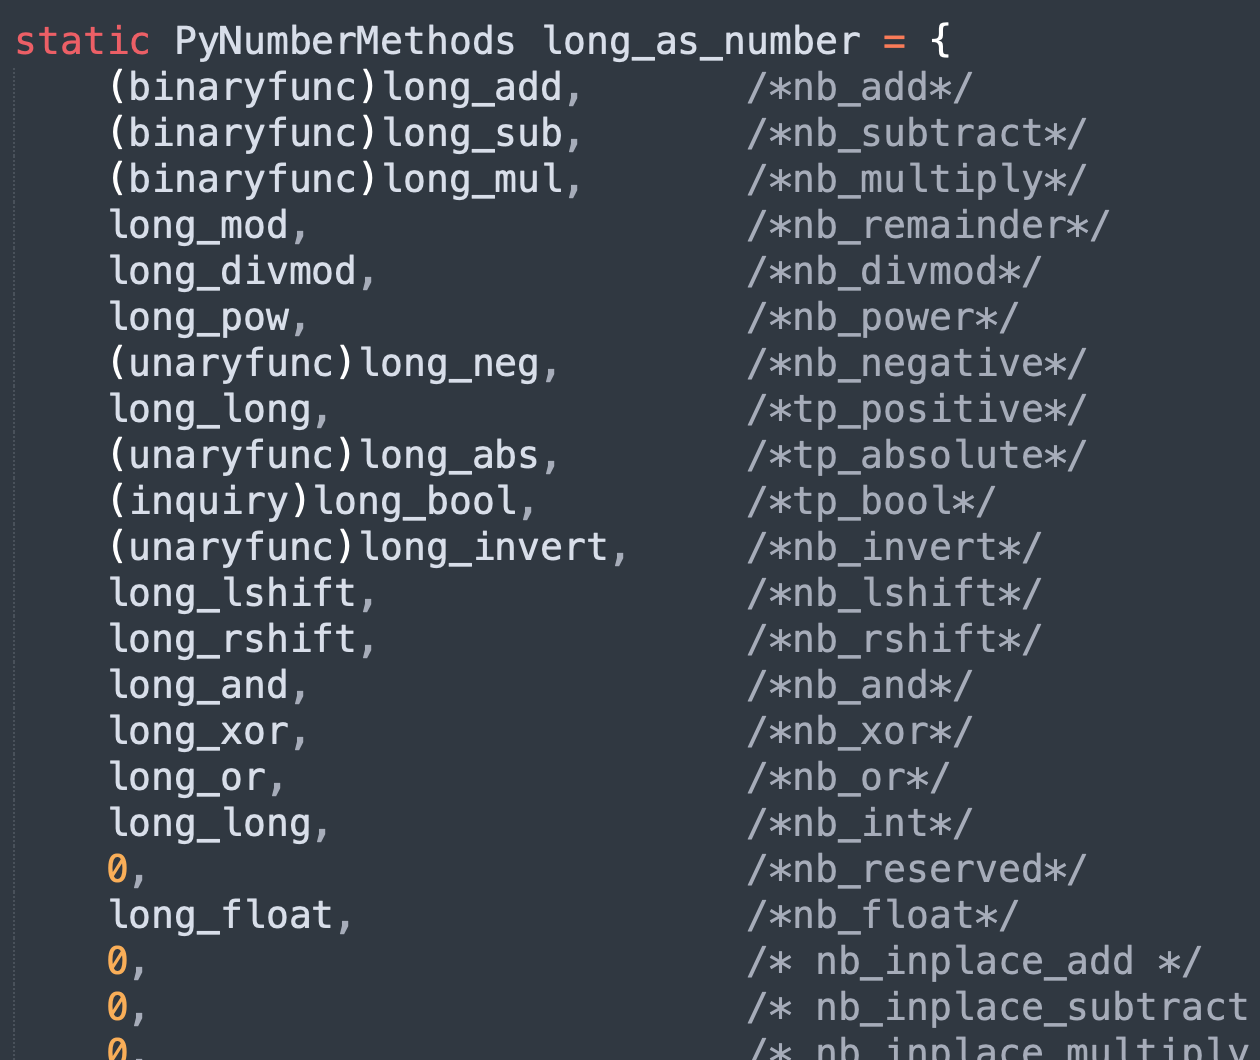 static PyNumberMethods long_as_number = {
    (binaryfunc)long_add,       /*nb_add*/
    (binaryfunc)long_sub,       /*nb_subtract*/
    (binaryfunc)long_mul,       /*nb_multiply*/
    long_mod,                   /*nb_remainder*/
    long_divmod,                /*nb_divmod*/
    long_pow,                   /*nb_power*/
    (unaryfunc)long_neg,        /*nb_negative*/
    long_long,                  /*tp_positive*/
    (unaryfunc)long_abs,        /*tp_absolute*/
    (inquiry)long_bool,         /*tp_bool*/
    (unaryfunc)long_invert,     /*nb_invert*/
    long_lshift,                /*nb_lshift*/
    long_rshift,                /*nb_rshift*/
    long_and,                   /*nb_and*/
    long_xor,                   /*nb_xor*/
    long_or,                    /*nb_or*/
    long_long,                  /*nb_int*/
    0,                          /*nb_reserved*/
    long_float,                 /*nb_float*/
    0,                          /* nb_inplace_add */
    0,                          /* nb_inplace_subtract
    0,                          /* nb_inplace_multiply